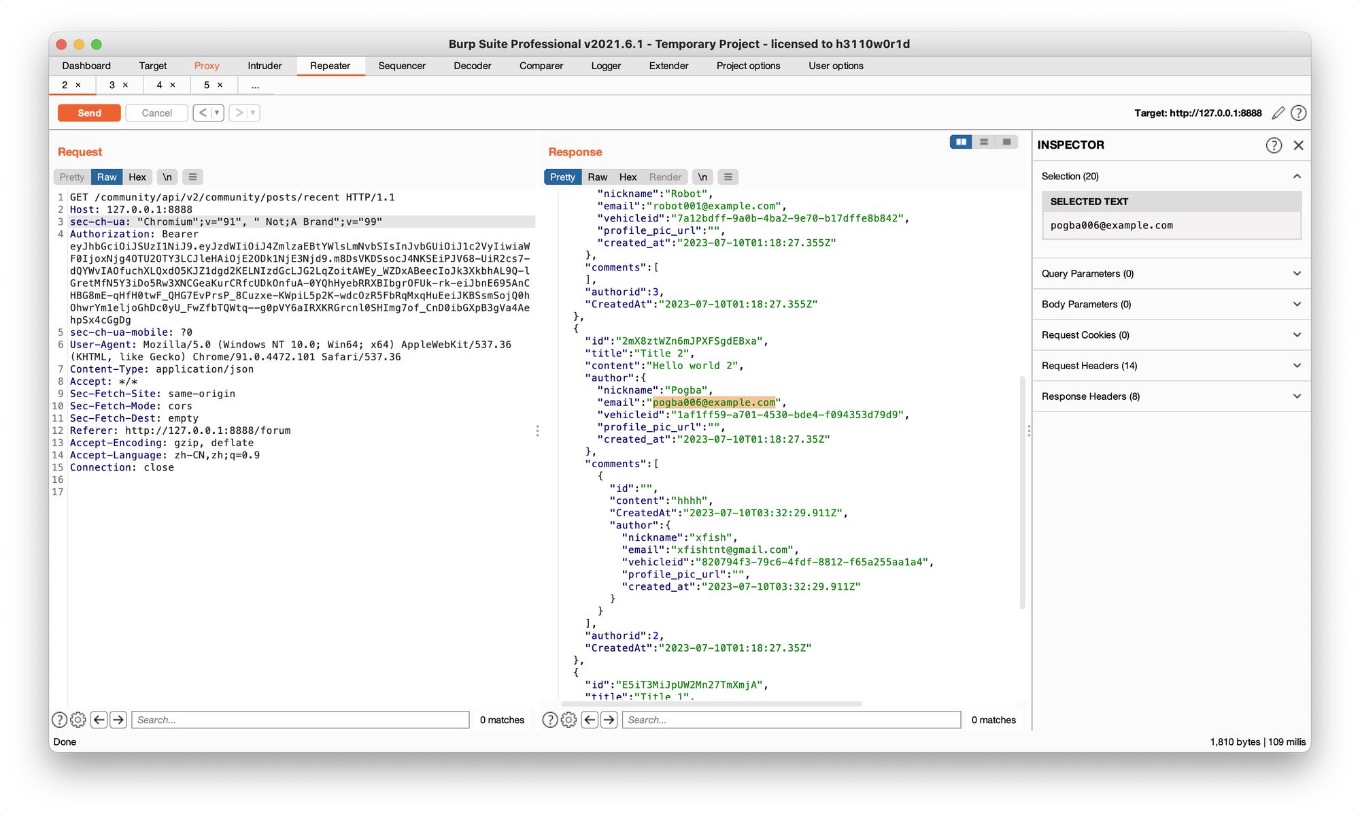 Burp Suite Professional v2021.6.1 - Temporary Project - licensed to h3110w0r1d
Dashboard Target Proxy Intruder Repeater Sequencer Decoder Comparer Logger Extender Project options User options
2 × 3 × 4 × 5 × ...
Send Cancel < > Target: http://127.0.0.1:8888
Request
Pretty Raw Hex \n
1 GET /community/api/v2/community/posts/recent HTTP/1.1
2 Host: 127.0.0.1:8888
3 sec-ch-ua: "Chromium";v="91", " Not;A Brand";v="99"
4 Authorization: Bearer
5 sec-ch-ua-mobile: ?0
6 User-Agent: Mozilla/5.0 (Windows NT 10.0; Win64; x64) AppleWebKit/537.36
(KHTML, like Gecko) Chrome/91.0.4472.101 Safari/537.36
7 Content-Type: application/json
8 Accept: */*
9 Sec-Fetch-Site: same-origin
10 Sec-Fetch-Mode: cors
11 Sec-Fetch-Dest: empty
12 Referer: http://127.0.0.1:8888/forum
13 Accept-Encoding: gzip, deflate
14 Accept-Language: zh-CN,zh;q=0.9
15 Connection: close
16
17
Search... 0 matches
Response
Pretty Raw Hex Render \n
"nickname":"Robot",
"email":"robot001@example.com",
"vehicleid":"7a12bdff-9a0b-4ba2-9e70-b17dffe8b842",
"profile_pic_url":"",
"created_at":"2023-07-10T01:18:27.355Z"
},
"comments":[
],
"authorid":3,
"CreatedAt":"2023-07-10T01:18:27.355Z"
},
{
"id":"2mX8ztWZn6mJPXFSgdEBxa",
"title":"Title 2",
"content":"Hello world 2",
"author":{
"nickname":"Pogba",
"email":"pogba006@example.com",
"vehicleid":"1af1ff59-a701-4530-bde4-f094353d79d9",
"profile_pic_url":"",
"created_at":"2023-07-10T01:18:27.35Z"
},
"comments":[
{
"id":"",
"content":"hhhh",
"CreatedAt":"2023-07-10T03:32:29.911Z",
"author":{
"nickname":"xfish",
"email":"xfishtnt@gmail.com",
"vehicleid":"820794f3-79c6-4fdf-8812-f65a255aa1a4",
"profile_pic_url":"",
"created_at":"2023-07-10T03:32:29.911Z"
}
}
],
"authorid":2,
"CreatedAt":"2023-07-10T01:18:27.35Z"
},
{
"id":"E5iT3MiJpUW2Mn27TmXmjA",
"title":"Title 1",
Search... 0 matches
INSPECTOR
Selection (20)
SELECTED TEXT
pogba006@example.com
Query Parameters (0)
Body Parameters (0)
Request Cookies (0)
Request Headers (14)
Response Headers (8)
Done 1,810 bytes | 109 millis